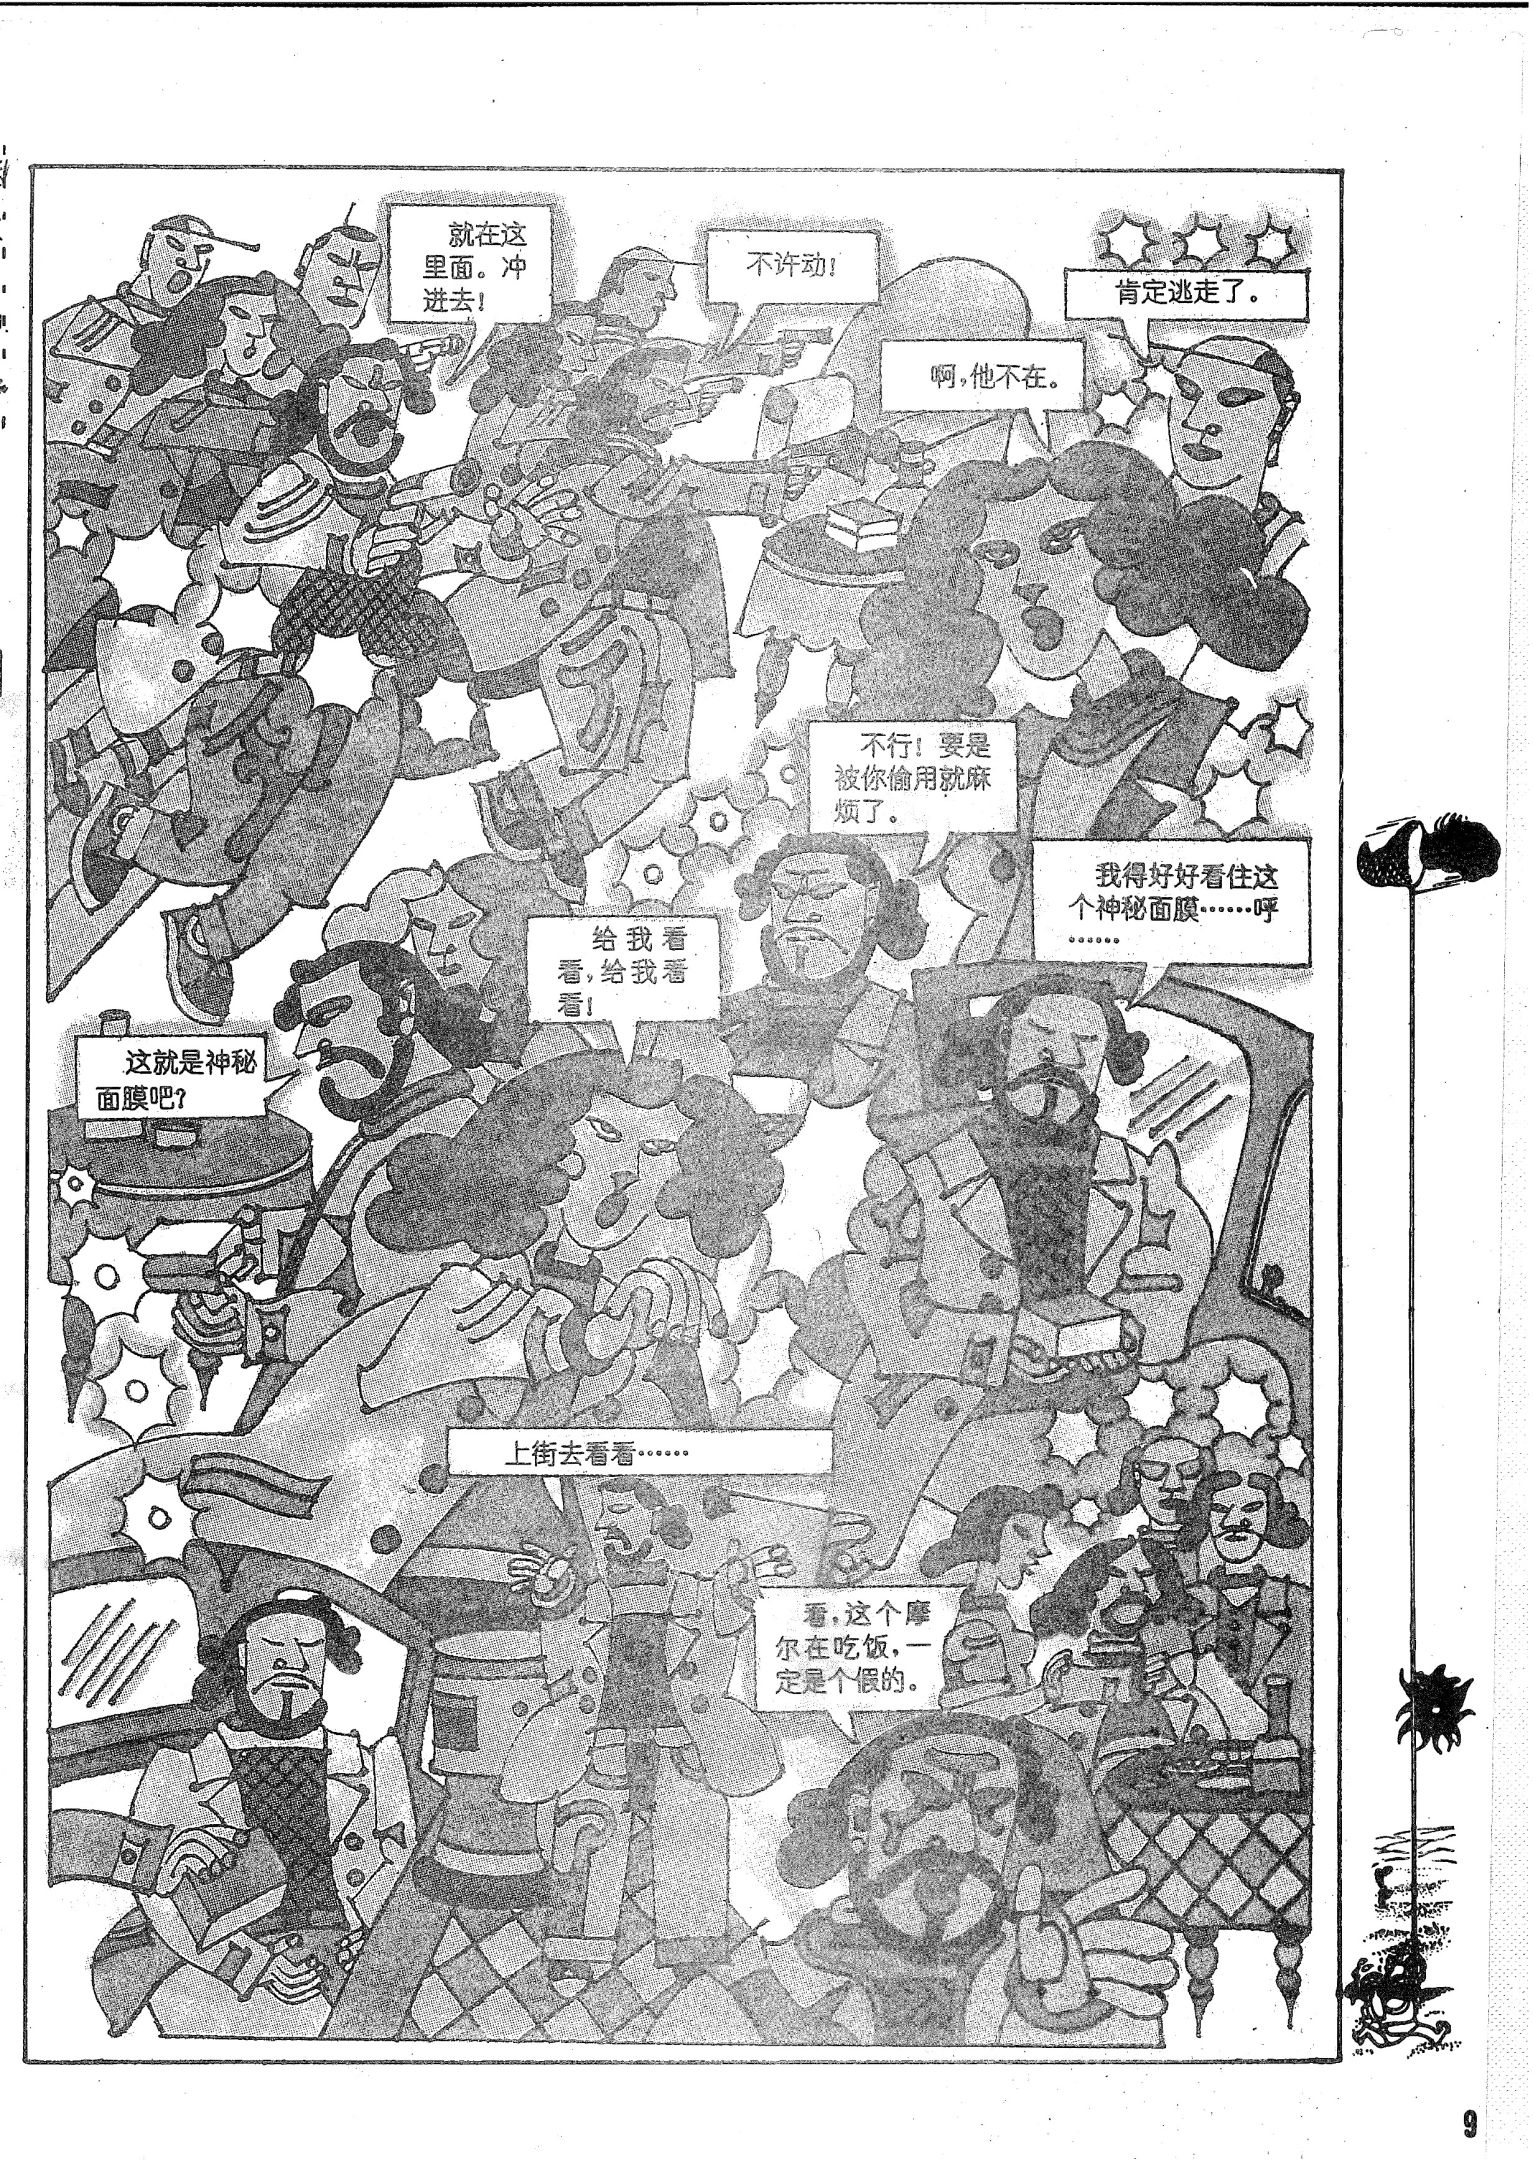 就在这
里面。冲
进去！
不许动！
肯定逃走了。
啊，他不在。
不行！要是
被你偷用就麻
烦了。
我得好好看住这
个神秘面膜……呼
……
给我看
看，给我看
看！
这就是神秘
面膜吧？
上街去看看……
看，这个摩
尔在吃饭，一
定是个假的。
9